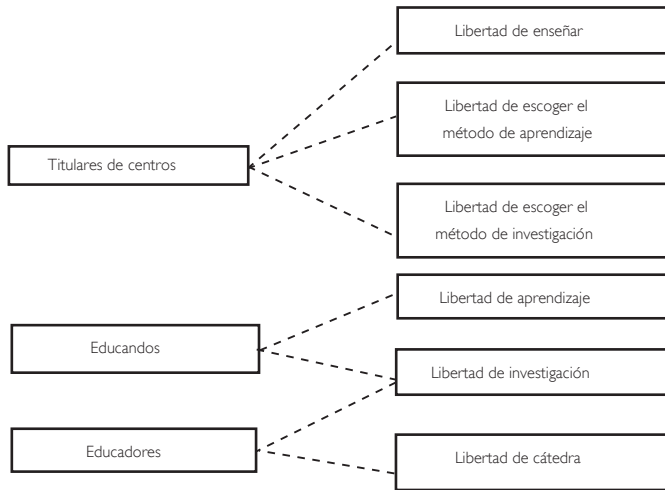 Libertad de enseñar
Libertad de escoger el
método de aprendizaje
Titulares de centros
Libertad de escoger el
método de investigación
Libertad de aprendizaje
Educandos
Libertad de investigación
Educadores
Libertad de cátedra